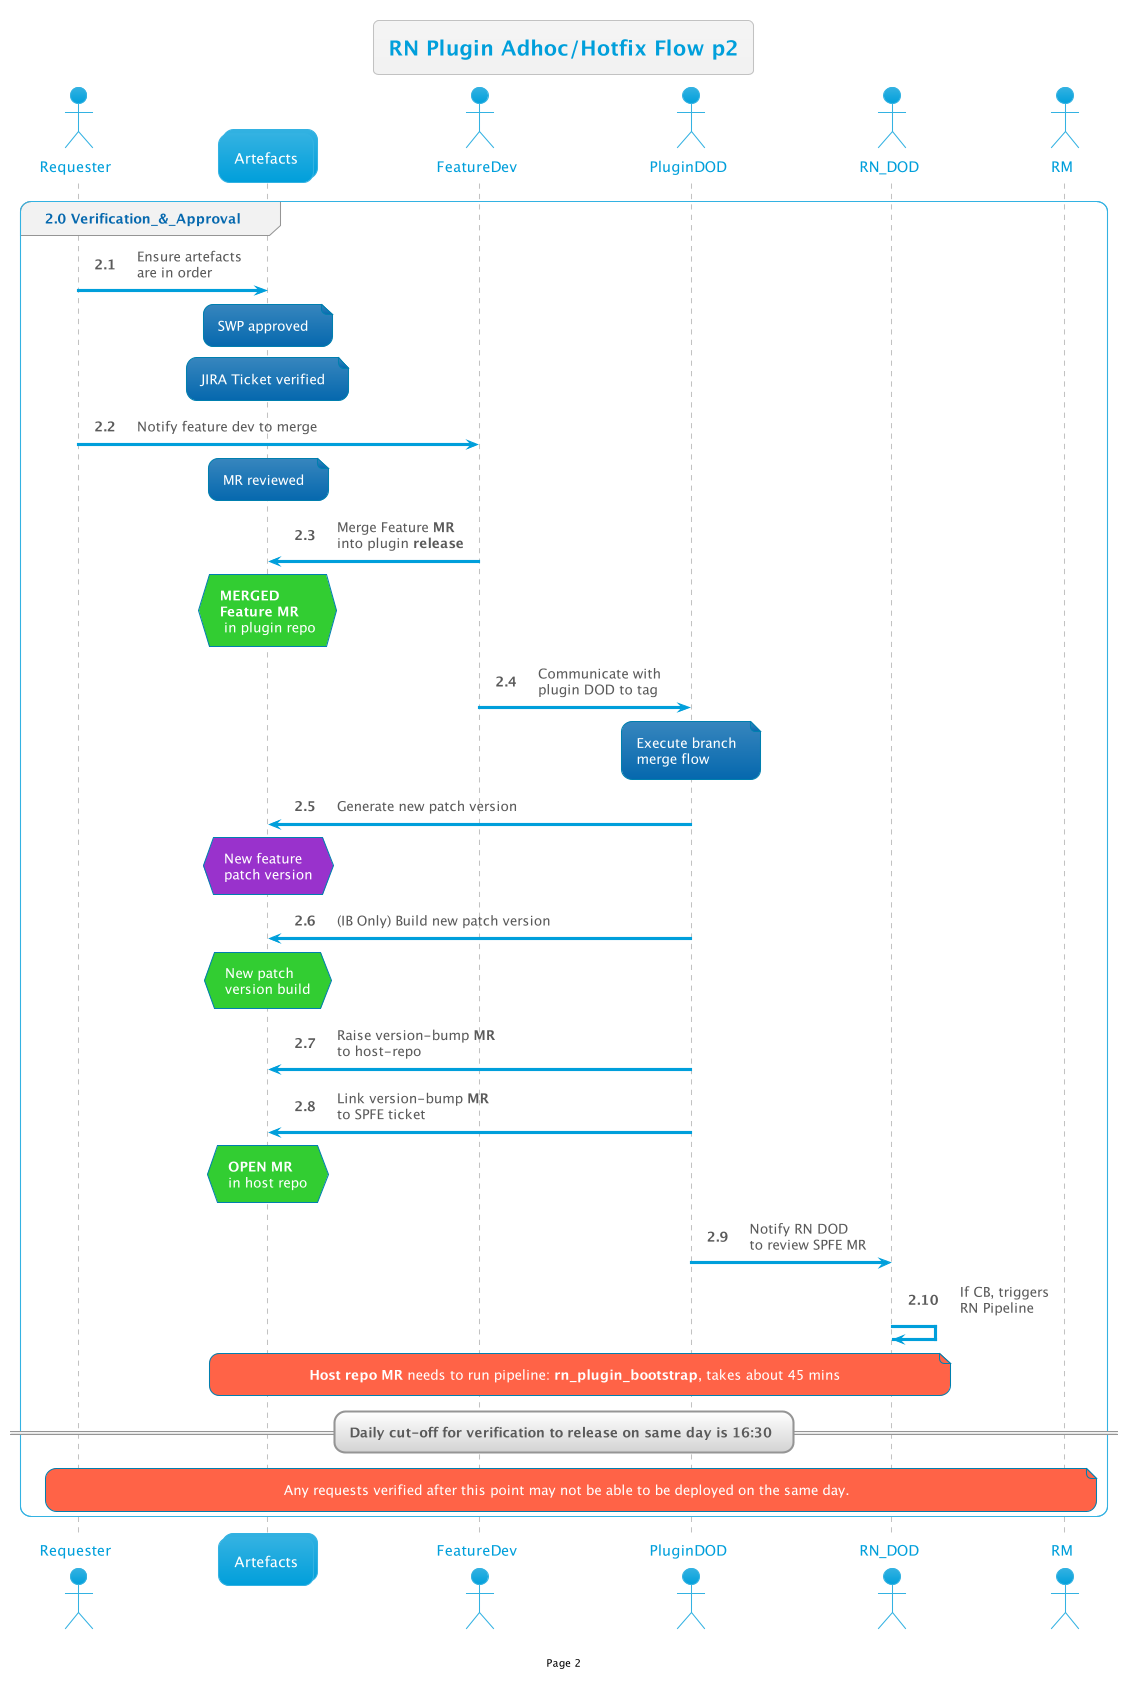 RN Plugin Adhoc/Hotfix Flow p2
Requester
Artefacts
FeatureDev
PluginDOD
RN_DOD
RM
2.0 Verification_&_Approval
2.1 Ensure artefacts
are in order
SWP approved
JIRA Ticket verified
2.2 Notify feature dev to merge
MR reviewed
2.3 Merge Feature MR
into plugin release
MERGED
Feature MR
in plugin repo
2.4 Communicate with
plugin DOD to tag
Execute branch
merge flow
2.5 Generate new patch version
New feature
patch version
2.6 (IB Only) Build new patch version
New patch
version build
2.7 Raise version-bump MR
to host-repo
2.8 Link version-bump MR
to SPFE ticket
OPEN MR
in host repo
2.9 Notify RN DOD
to review SPFE MR
2.10 If CB, triggers
RN Pipeline
Host repo MR needs to run pipeline: rn_plugin_bootstrap, takes about 45 mins
Daily cut-off for verification to release on same day is 16:30
Any requests verified after this point may not be able to be deployed on the same day.
Requester
Artefacts
FeatureDev
PluginDOD
RN_DOD
RM
Page 2